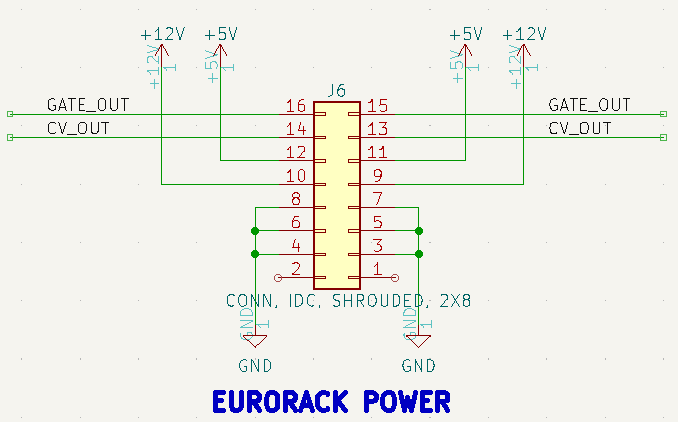 +12V +5V +5V +12V
+12V 1 +5V 1 +5V 1 +12V 1
J6
GATE_OUT 16 15 GATE_OUT
CV_OUT 14 13 CV_OUT
12 11
10 9
8 7
6 5
4 3
2 1
CONN, IDC, SHROUDED, 2X8
GND 1 GND 1
GND GND
EURORACK POWER